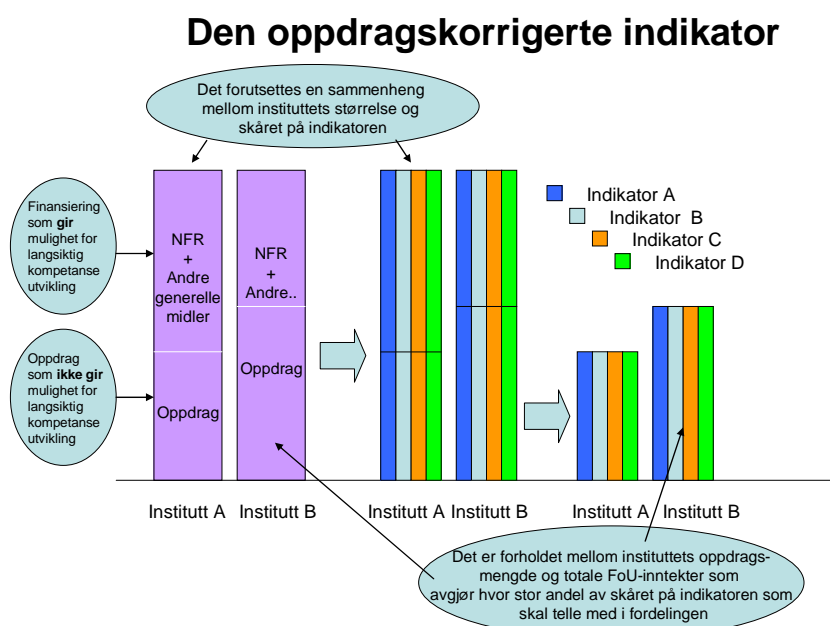 Den oppdragskorrigerte indikator
Det forutsettes en sammenheng
mellom instituttets størrelse og
skåret på indikatoren
Finansiering
som gir
mulighet for
langsiktig
kompetanse
utvikling
NFR
+
Andre
generelle
midler
NFR
+
Andre..
Indikator A
Indikator B
Indikator C
Indikator D
Oppdrag
som ikke gir
mulighet for
langsiktig
kompetanse
utvikling
Oppdrag
Oppdrag
Institutt A
Institutt B
Institutt A
Institutt B
Institutt A
Institutt B
Det er forholdet mellom instituttets oppdrags-
mengde og totale FoU-inntekter som
avgjør hvor stor andel av skåret på indikatoren som
skal telle med i fordelingen